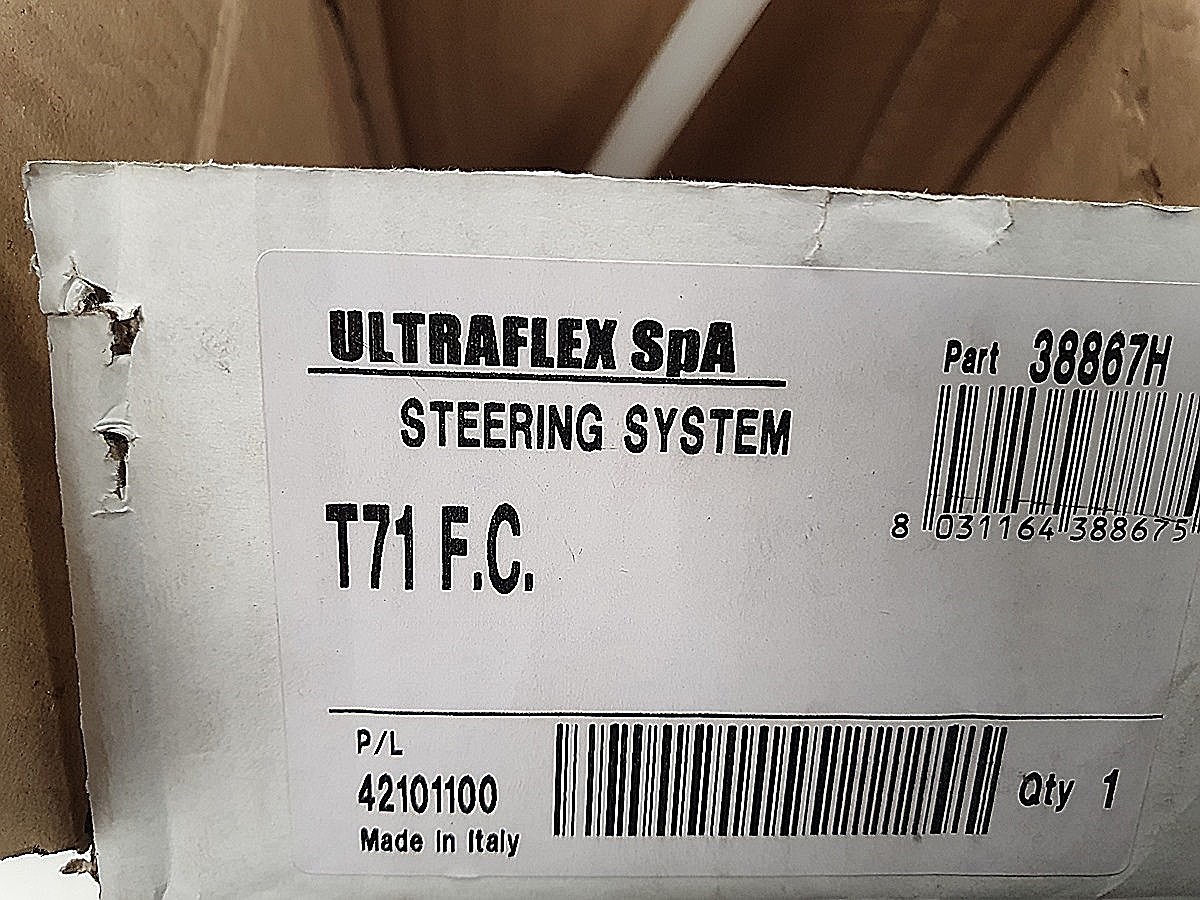 ULTRAFLEX SpA
STEERING SYSTEM
Part 38867H
8 031164 388675
T71 F.C.
P/L
42101100
Made in Italy
Qty 1